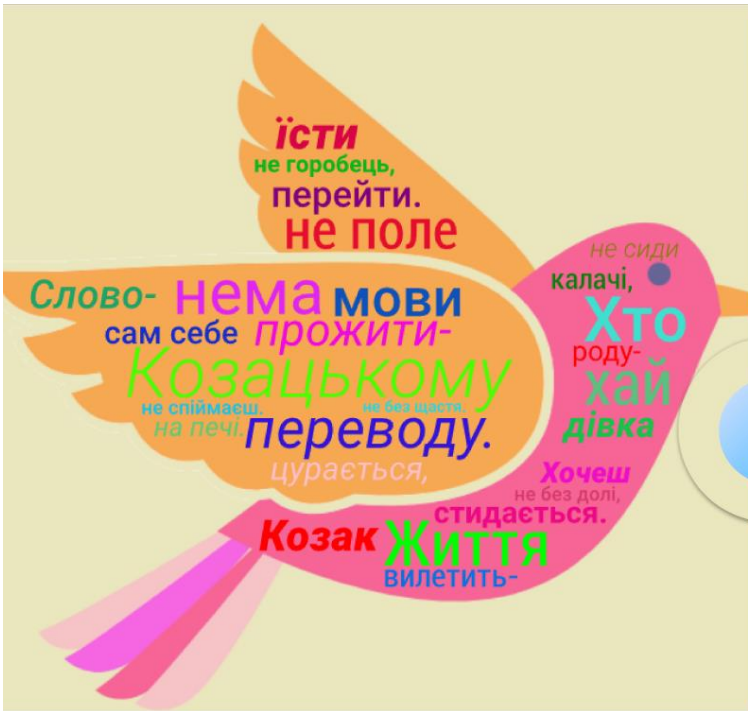 їсти
не горобець,
перейти.
не поле
не сиди
калачі,
Слово- нема мови
Хто
сам себе прожити-
роду-
Козацькому
хай
не спіймаєш. не без щастя,
на печі. переводу.
дівка
цурається,
Хочеш
не без долі,
стидається.
Козак Життя
вилетить-